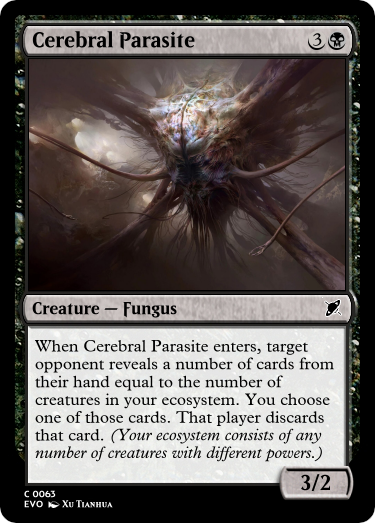 Cerebral Parasite 3
Creature — Fungus
When Cerebral Parasite enters, target
opponent reveals a number of cards from
their hand equal to the number of
creatures in your ecosystem. You choose
one of those cards. That player discards
that card. (Your ecosystem consists of any
number of creatures with different powers.)
3/2
C 0063
EVO Xu Tianhua